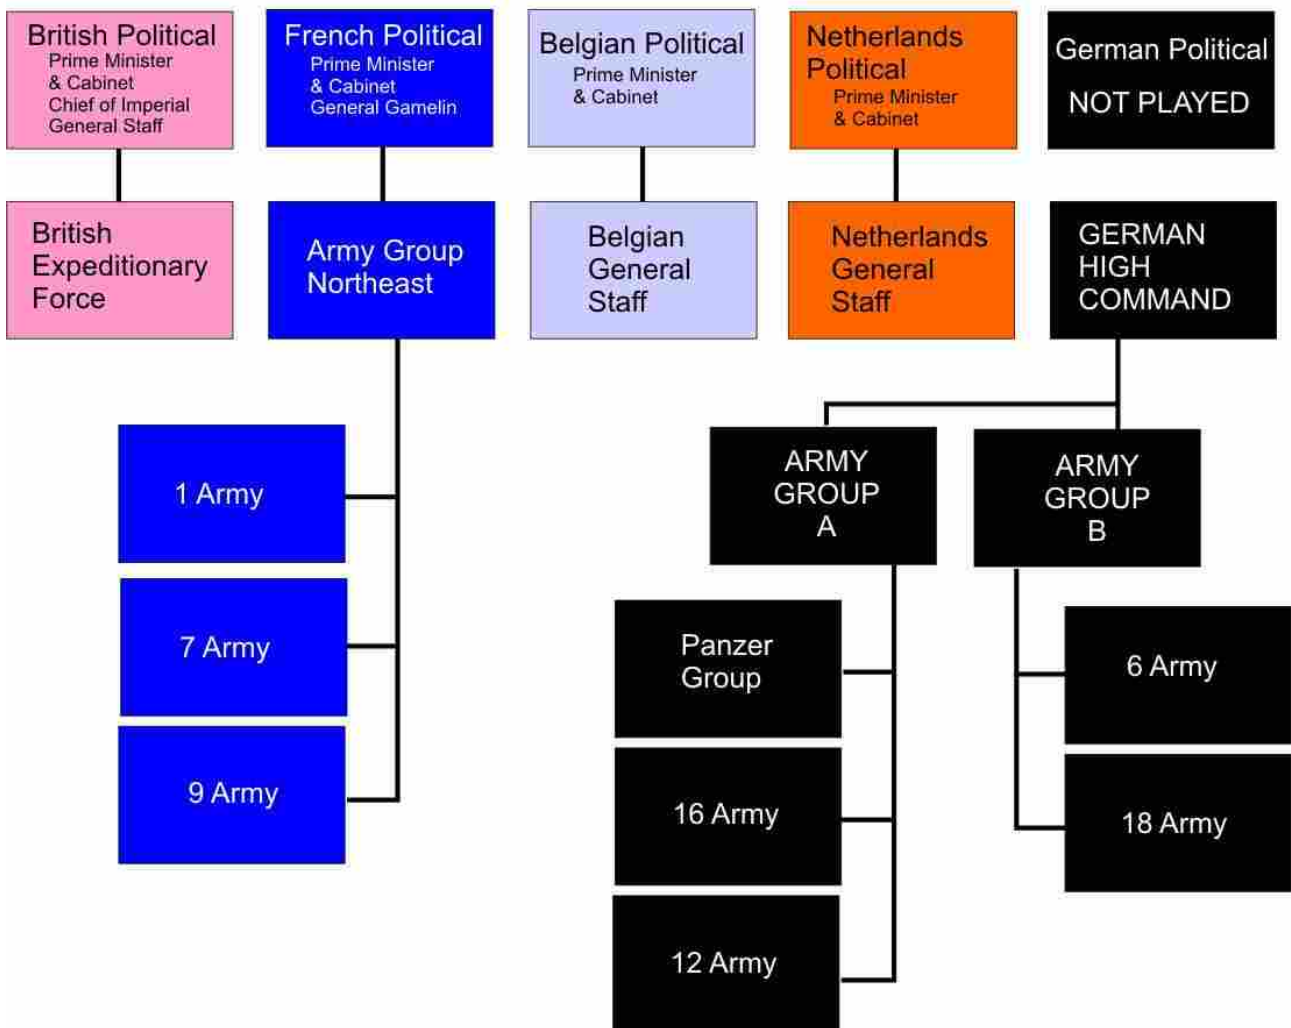 British Political
Prime Minister
& Cabinet
Chief of Imperial
General Staff
French Political
Prime Minister
& Cabinet
General Gamelin
Belgian Political
Prime Minister
& Cabinet
Netherlands
Political
Prime Minister
& Cabinet
German Political
NOT PLAYED
British
Expeditionary
Force
Army Group
Northeast
Belgian
General
Staff
Netherlands
General
Staff
GERMAN
HIGH
COMMAND
1 Army
7 Army
9 Army
ARMY
GROUP
A
ARMY
GROUP
B
Panzer
Group
16 Army
12 Army
6 Army
18 Army